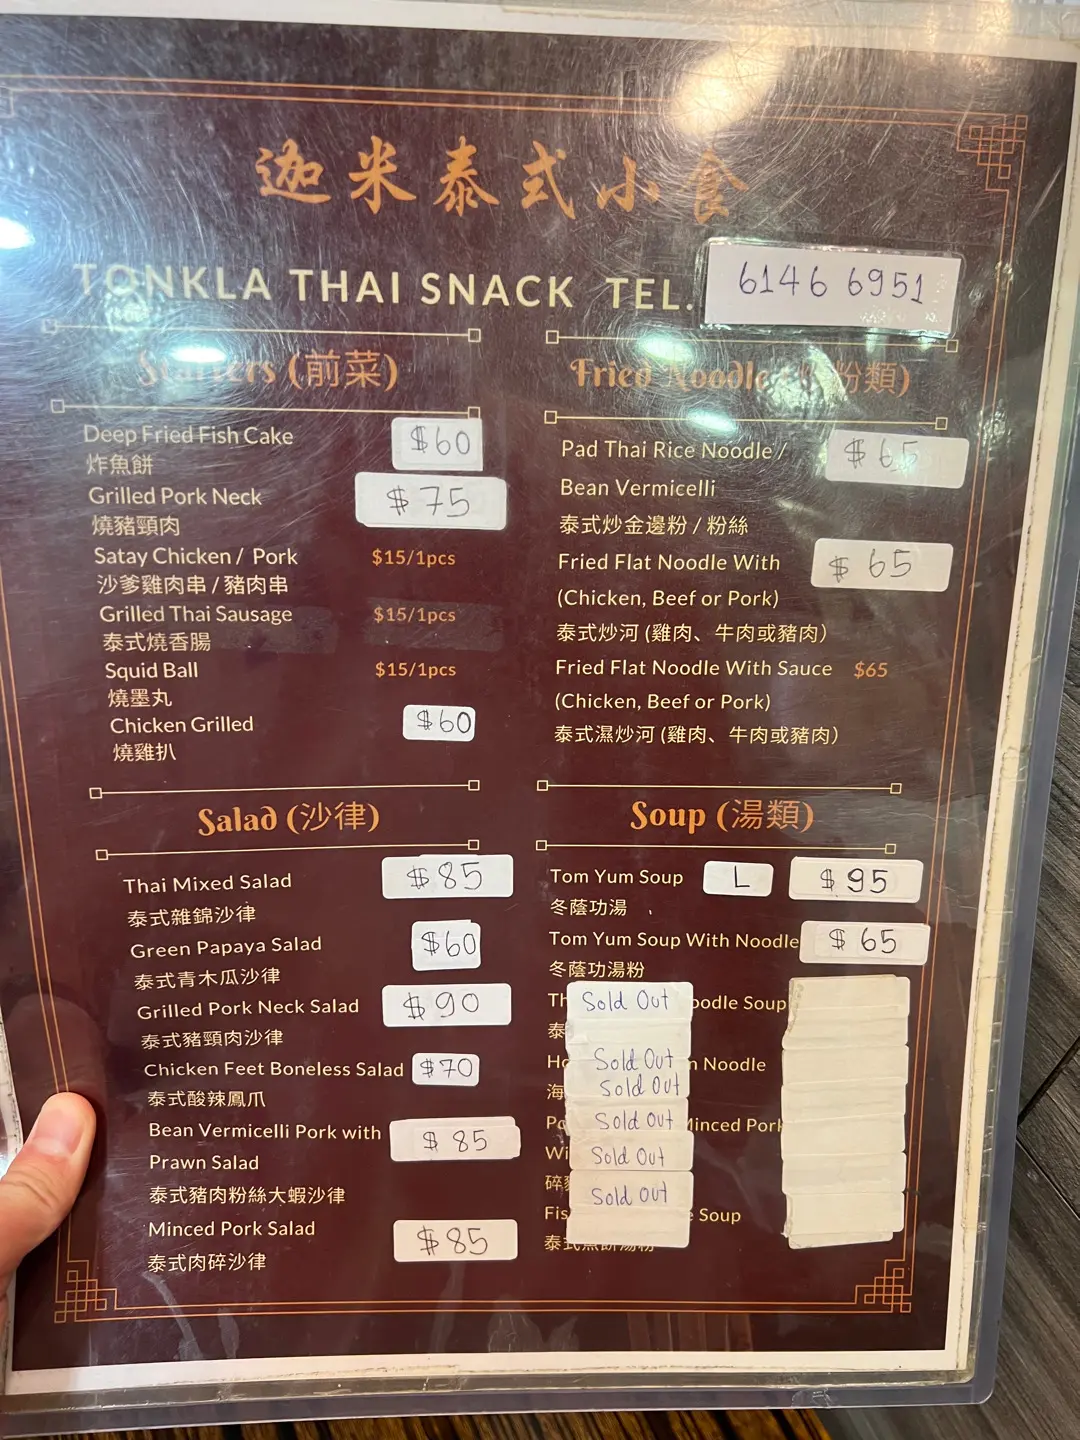 迦米泰式小食
TONKLA THAI SNACK TEL. 6146 6951
Starters (前菜)
Deep Fried Fish Cake $60
炸魚餅
Grilled Pork Neck $75
燒豬頸肉
Satay Chicken / Pork $15/1pcs
沙爹雞肉串 / 豬肉串
Grilled Thai Sausage $15/1pcs
泰式燒香腸
Squid Ball $15/1pcs
燒墨丸
Chicken Grilled $60
燒雞扒
Fried Noodle 粉類)
Pad Thai Rice Noodle / $65
Bean Vermicelli
泰式炒金邊粉 / 粉絲
Fried Flat Noodle With $65
(Chicken, Beef or Pork)
泰式炒河 (雞肉、牛肉或豬肉)
Fried Flat Noodle With Sauce $65
(Chicken, Beef or Pork)
泰式濕炒河 (雞肉、牛肉或豬肉)
Salad (沙律)
Thai Mixed Salad $85
泰式雜錦沙律
Green Papaya Salad $60
泰式青木瓜沙律
Grilled Pork Neck Salad $90
泰式豬頸肉沙律
Chicken Feet Boneless Salad $70
泰式酸辣鳳爪
Bean Vermicelli Pork with $85
Prawn Salad
泰式豬肉粉絲大蝦沙律
Minced Pork Salad $85
泰式肉碎沙律
Soup (湯類)
Tom Yum Soup L $95
冬蔭功湯
Tom Yum Soup With Noodle $65
冬蔭功湯粉
Sold Out Soup
泰
Sold Out Noodle
Sold Out
海
Sold Out Pork
Sold Out
碎
Sold Out Soup